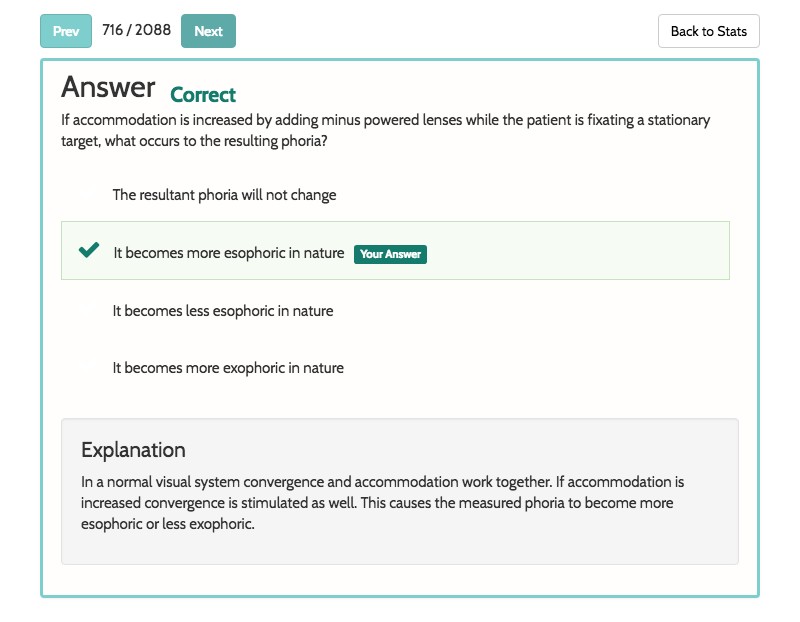 Prev 716 / 2088 Next Back to Stats
Answer Correct
If accommodation is increased by adding minus powered lenses while the patient is fixating a stationary
target, what occurs to the resulting phoria?
The resultant phoria will not change
It becomes more esophoric in nature Your Answer
It becomes less esophoric in nature
It becomes more exophoric in nature
Explanation
In a normal visual system convergence and accommodation work together. If accommodation is
increased convergence is stimulated as well. This causes the measured phoria to become more
esophoric or less exophoric.